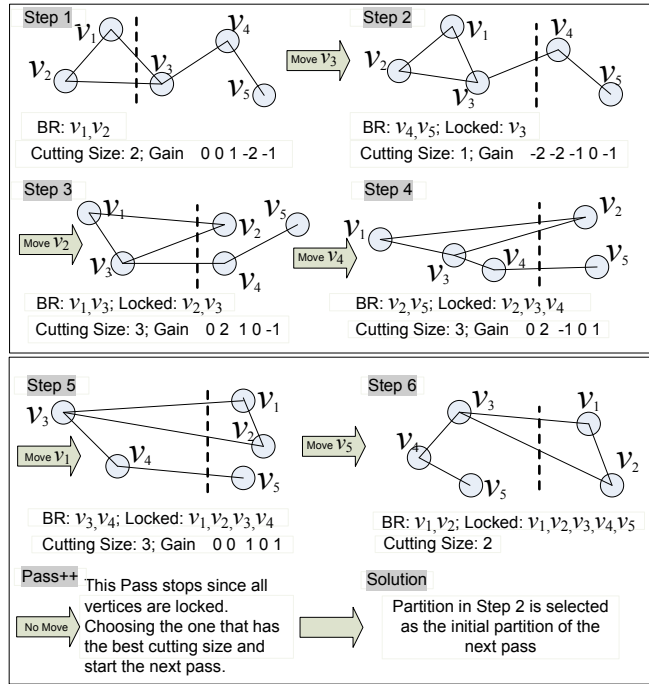 Step 1
v1
v2
v3
v4
v5
BR: v1,v2
Cutting Size: 2; Gain 0 0 1 -2 -1
Move v3
Step 2
v1
v2
v3
v4
v5
BR: v4,v5; Locked: v3
Cutting Size: 1; Gain -2 -2 -1 0 -1
Move v2
Step 3
v1
v2
v3
v4
v5
BR: v1,v3; Locked: v2,v3
Cutting Size: 3; Gain 0 2 1 0 -1
Move v4
Step 4
v1
v2
v3
v4
v5
BR: v2,v5; Locked: v2,v3,v4
Cutting Size: 3; Gain 0 2 -1 0 1
Move v1
Step 5
v3
v1
v2
v4
v5
BR: v3,v4; Locked: v1,v2,v3,v4
Cutting Size: 3; Gain 0 0 1 0 1
Move v5
Step 6
v3
v1
v4
v2
v5
BR: v1,v2; Locked: v1,v2,v3,v4,v5
Cutting Size: 2
Pass++
No Move
This Pass stops since all
vertices are locked.
Choosing the one that has
the best cutting size and
start the next pass.
Solution
Partition in Step 2 is selected
as the initial partition of the
next pass